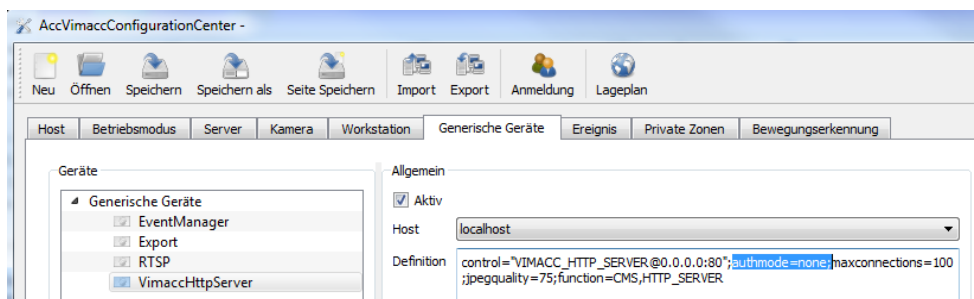 AccVimaccConfigurationCenter -
Neu Öffnen Speichern Speichern als Seite Speichern Import Export Anmeldung Lageplan
Host Betriebsmodus Server Kamera Workstation Generische Geräte Ereignis Private Zonen Bewegungserkennung
Geräte Allgemein
Generische Geräte Aktiv
EventManager Host localhost
Export
RTSP Definition control="VIMACC_HTTP_SERVER@0.0.0.0:80";authmode=none;maxconnections=100
VimaccHttpServer ;jpegquality=75;function=CMS,HTTP_SERVER